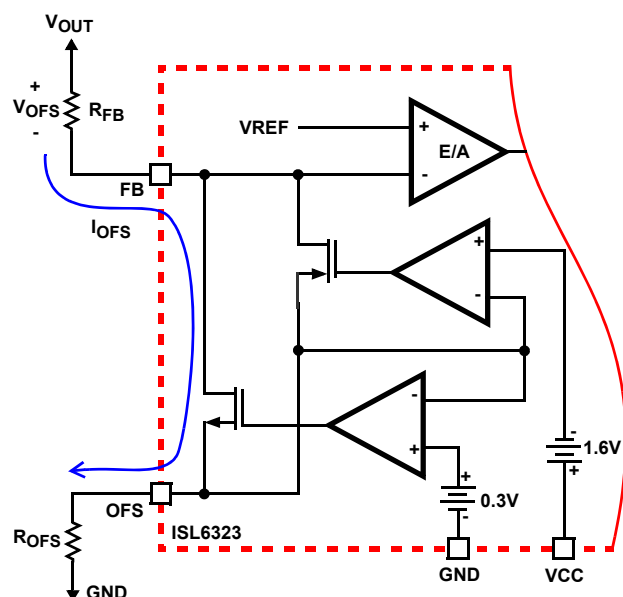 VOUT
+
VOFS
-
RFB
VREF
+
-
E/A
FB
IOFS
+
-
-
+
-
1.6V
+
+
0.3V
-
OFS
ISL6323
ROFS
GND
GND
VCC